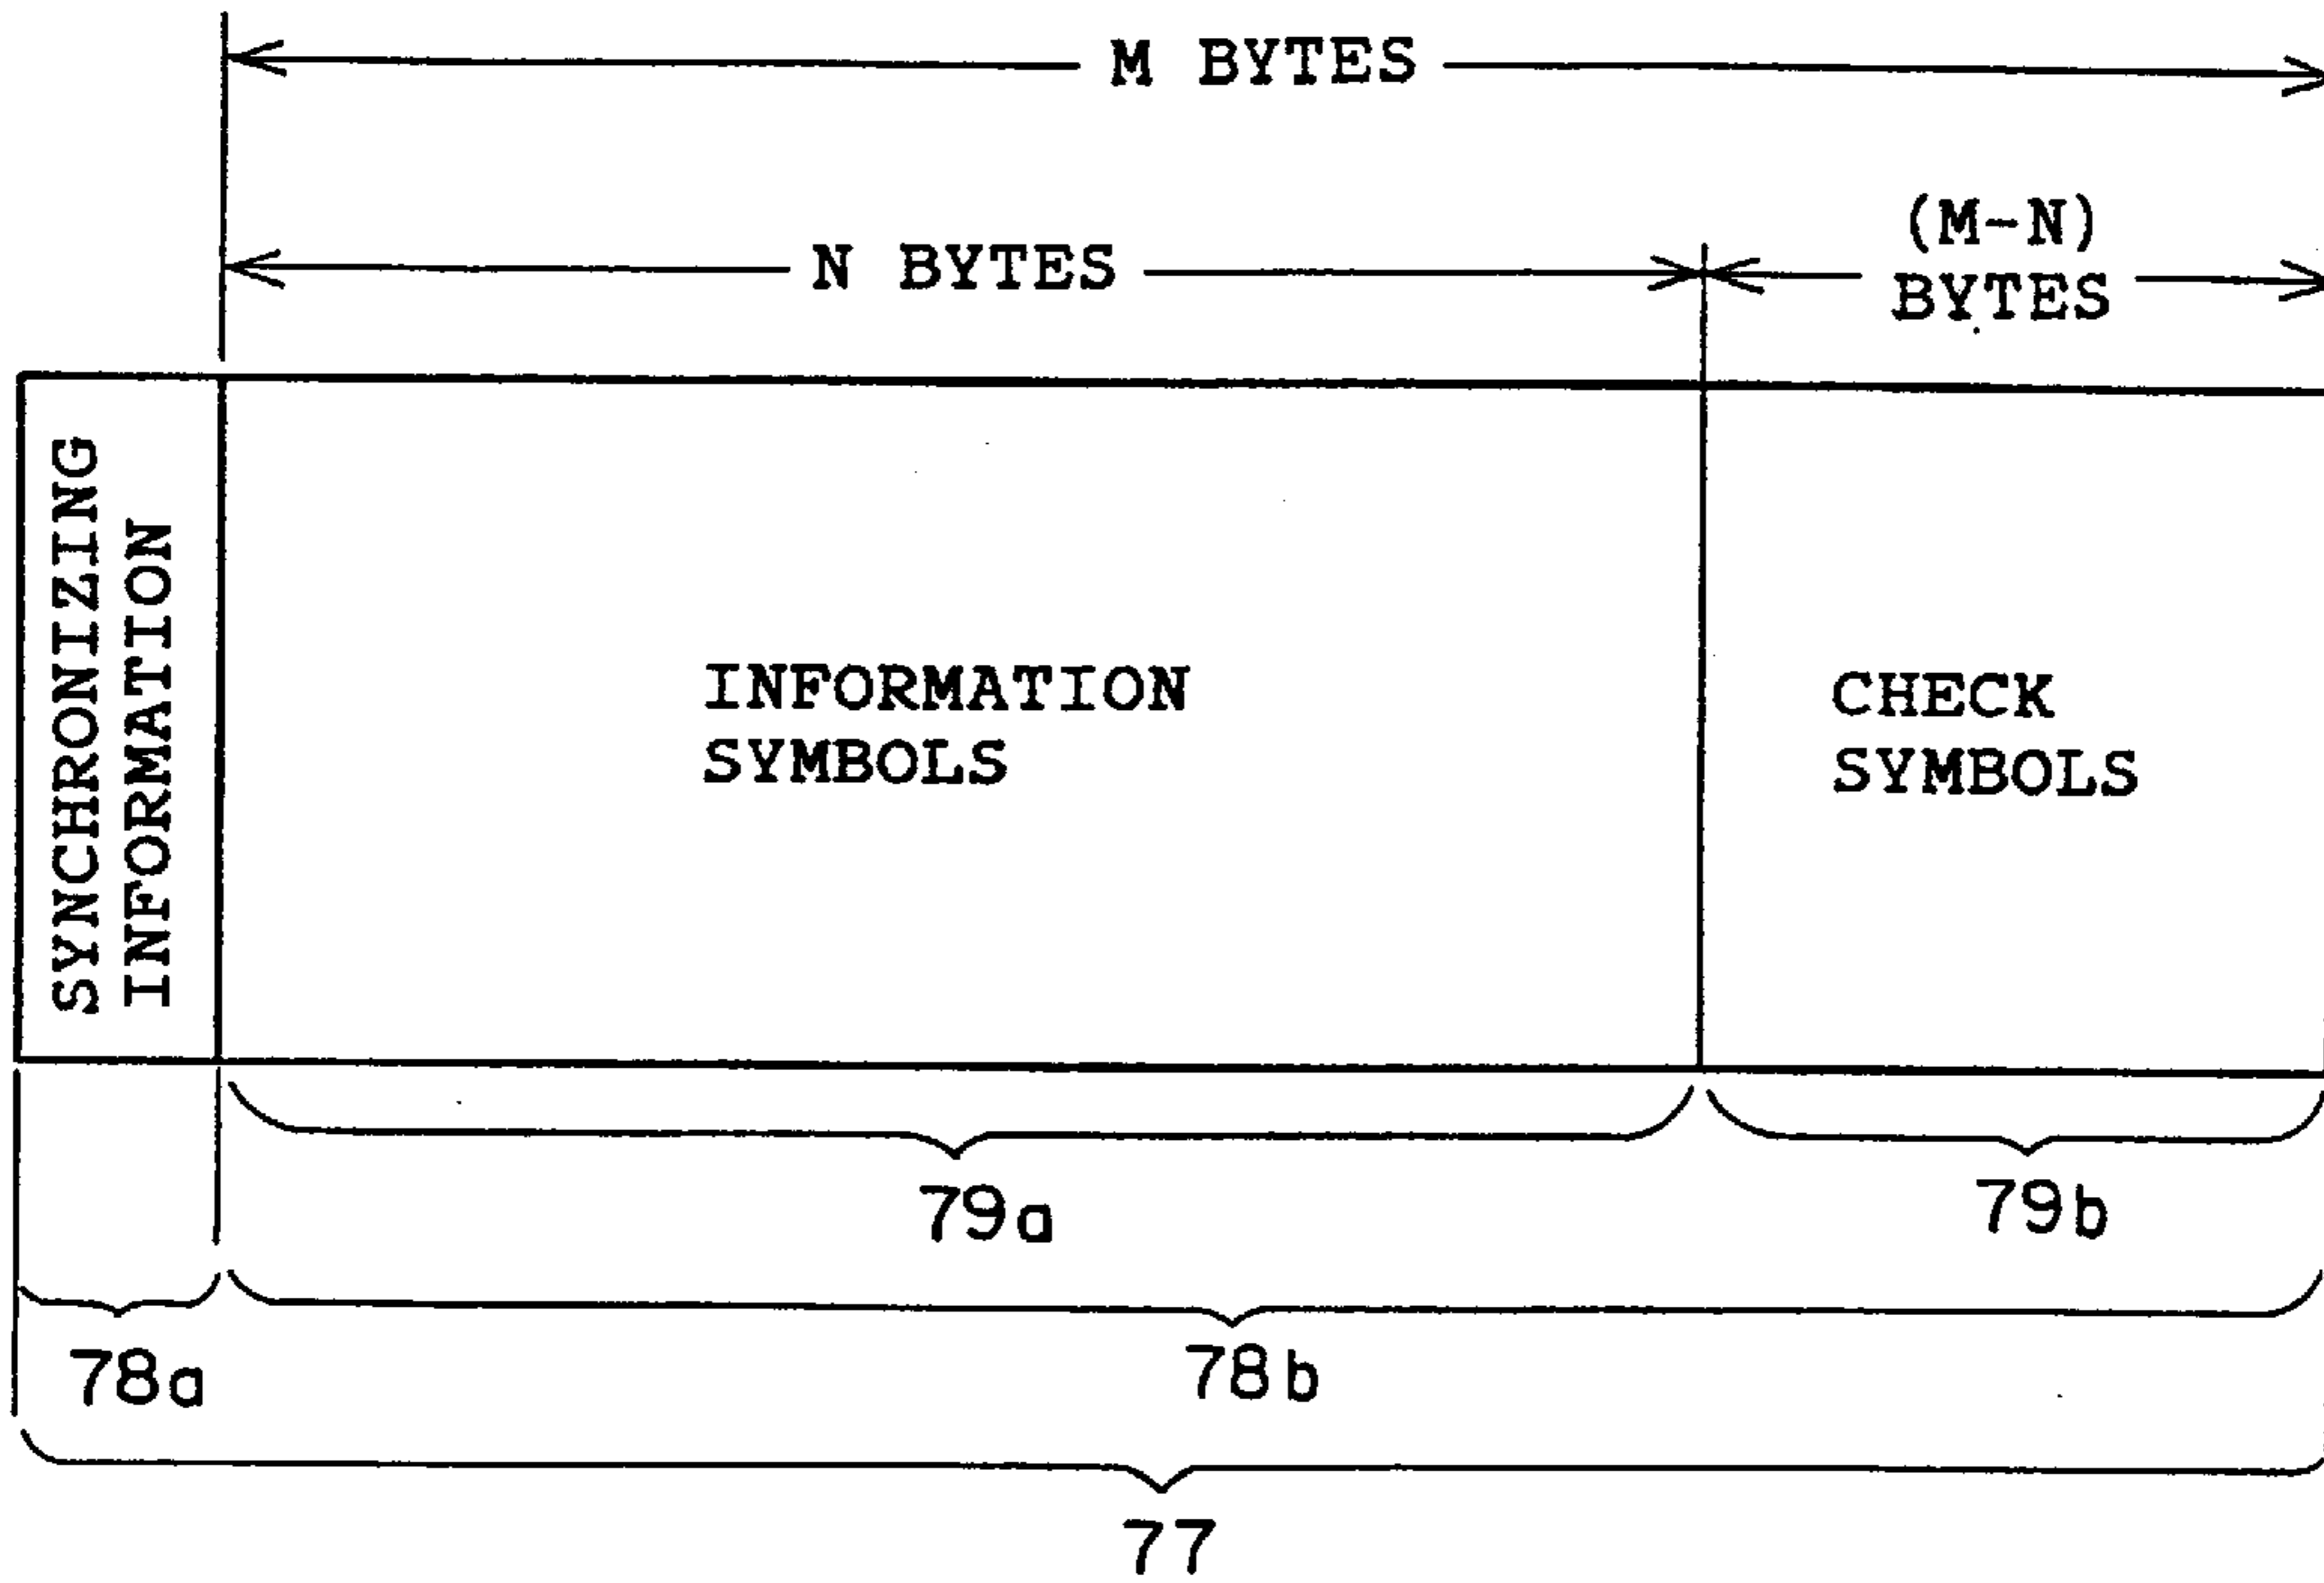 M BYTES
N BYTES
(M-N)
BYTES
SYNCHRONIZING
INFORMATION
INFORMATION
SYMBOLS
CHECK
SYMBOLS
79a
79b
78a
78b
77